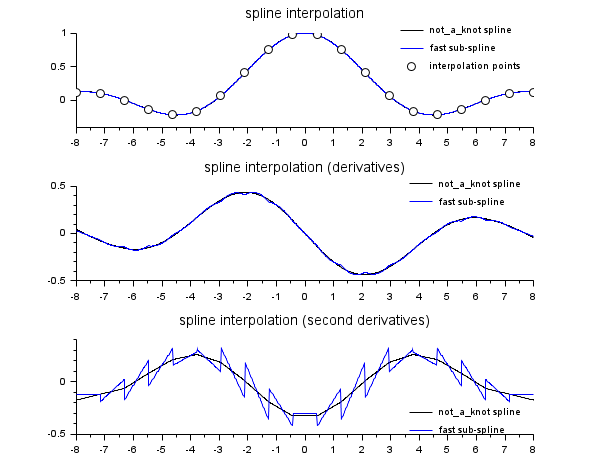 spline interpolation
not_a_knot spline
fast sub-spline
interpolation points
1
0.5
0
-8 -7 -6 -5 -4 -3 -2 -1 0 1 2 3 4 5 6 7 8
spline interpolation (derivatives)
not_a_knot spline
fast sub-spline
0.5
0
-0.5
-8 -7 -6 -5 -4 -3 -2 -1 0 1 2 3 4 5 6 7 8
spline interpolation (second derivatives)
0
not_a_knot spline
fast sub-spline
-0.5
-8 -7 -6 -5 -4 -3 -2 -1 0 1 2 3 4 5 6 7 8